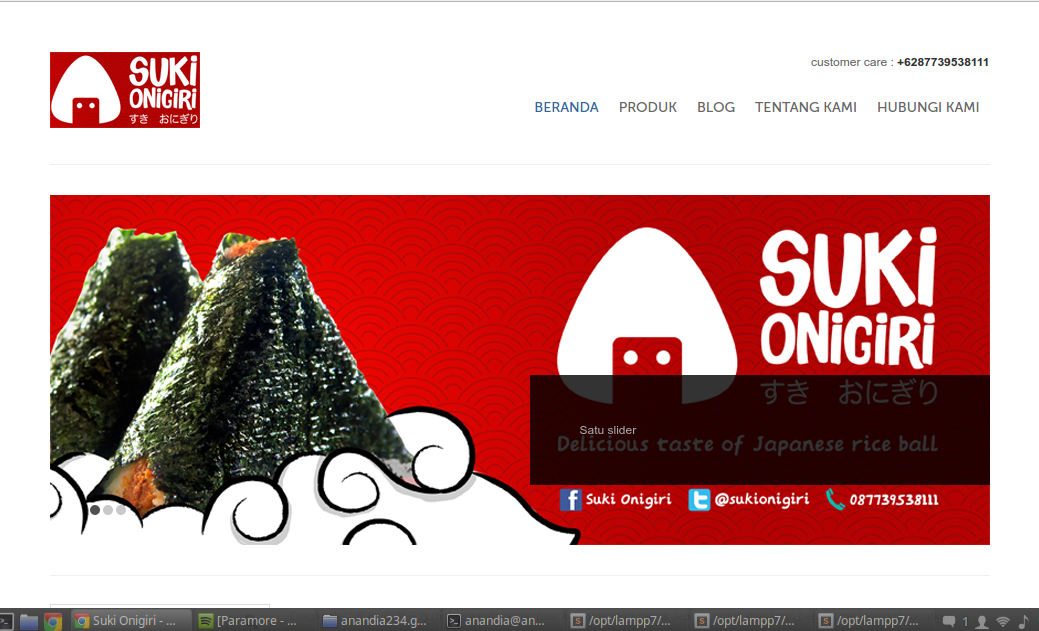 SUKI
ONIGIRI
すき おにぎり
customer care : +6287739538111
BERANDA PRODUK BLOG TENTANG KAMI HUBUNGI KAMI
SUKI
ONIGIRI
すき おにぎり
Satu slider
Delicious taste of Japanese rice ball
Suki Onigiri @sukionigiri 087739538111
Suki Onigiri - ... [Paramore - ... anandia234.g... anandia@an... /opt/lampp7/... /opt/lampp7/... /opt/lampp7/... 1